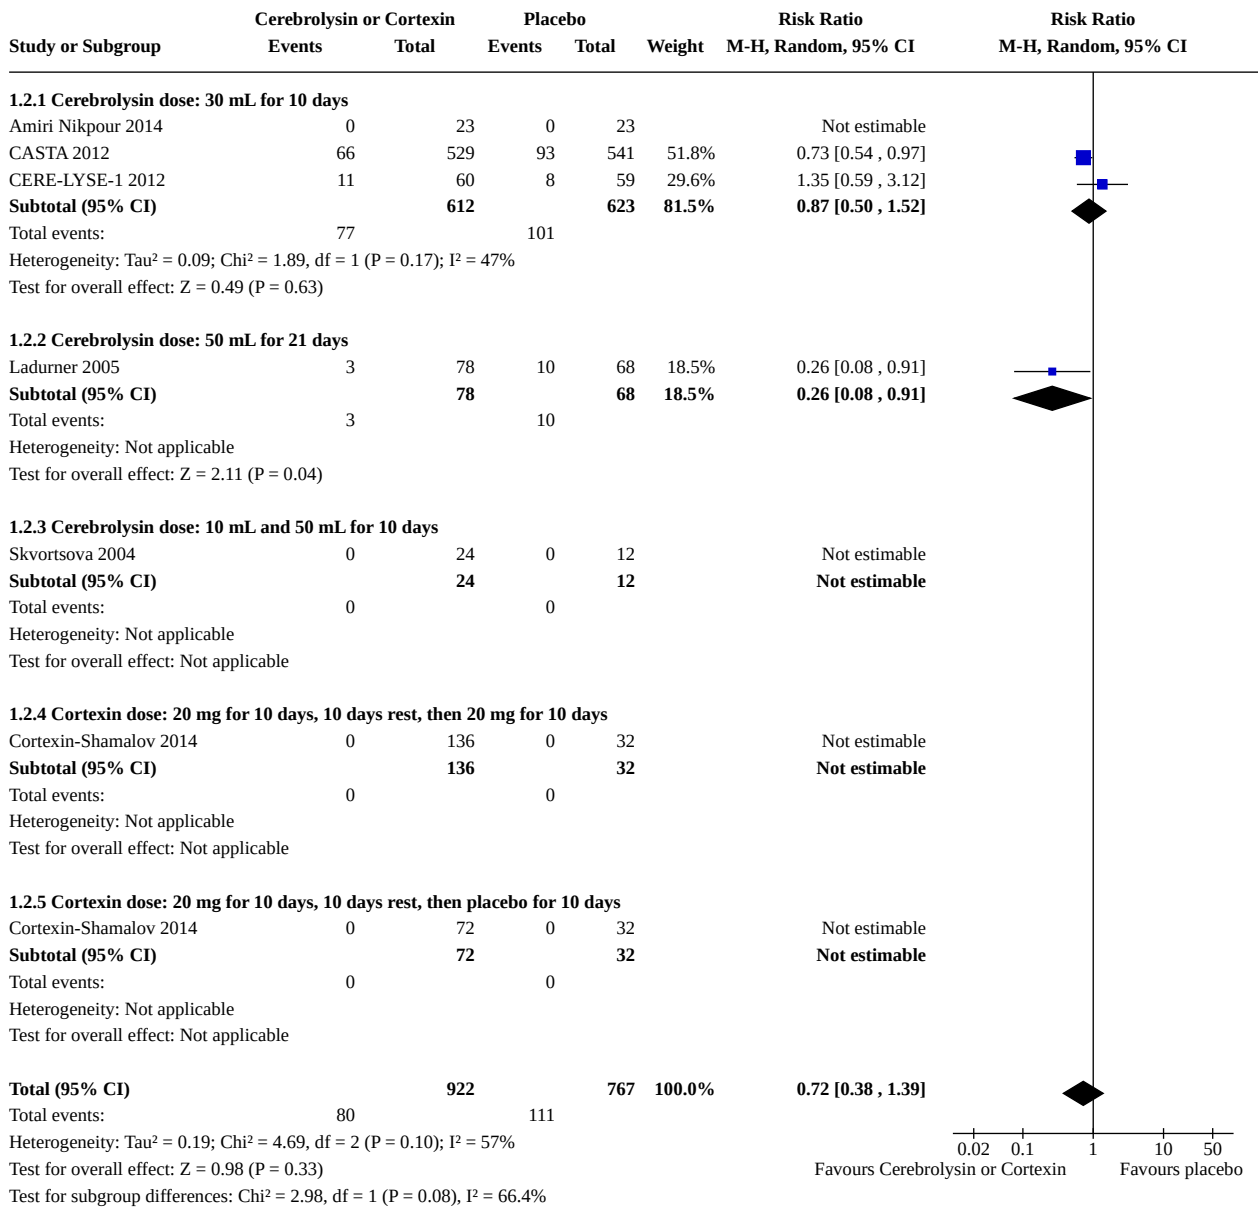 Cerebrolysin or Cortexin Placebo Risk Ratio Risk Ratio
Study or Subgroup Events Total Events Total Weight M-H, Random, 95% CI M-H, Random, 95% CI
1.2.1 Cerebrolysin dose: 30 mL for 10 days
Amiri Nikpour 2014 0 23 0 23 Not estimable
CASTA 2012 66 529 93 541 51.8% 0.73 [0.54 , 0.97]
CERE-LYSE-1 2012 11 60 8 59 29.6% 1.35 [0.59 , 3.12]
Subtotal (95% CI) 612 623 81.5% 0.87 [0.50 , 1.52]
Total events: 77 101
Heterogeneity: Tau² = 0.09; Chi² = 1.89, df = 1 (P = 0.17); I² = 47%
Test for overall effect: Z = 0.49 (P = 0.63)
1.2.2 Cerebrolysin dose: 50 mL for 21 days
Ladurner 2005 3 78 10 68 18.5% 0.26 [0.08 , 0.91]
Subtotal (95% CI) 78 68 18.5% 0.26 [0.08 , 0.91]
Total events: 3 10
Heterogeneity: Not applicable
Test for overall effect: Z = 2.11 (P = 0.04)
1.2.3 Cerebrolysin dose: 10 mL and 50 mL for 10 days
Skvortsova 2004 0 24 0 12 Not estimable
Subtotal (95% CI) 24 12 Not estimable
Total events: 0 0
Heterogeneity: Not applicable
Test for overall effect: Not applicable
1.2.4 Cortexin dose: 20 mg for 10 days, 10 days rest, then 20 mg for 10 days
Cortexin-Shamalov 2014 0 136 0 32 Not estimable
Subtotal (95% CI) 136 32 Not estimable
Total events: 0 0
Heterogeneity: Not applicable
Test for overall effect: Not applicable
1.2.5 Cortexin dose: 20 mg for 10 days, 10 days rest, then placebo for 10 days
Cortexin-Shamalov 2014 0 72 0 32 Not estimable
Subtotal (95% CI) 72 32 Not estimable
Total events: 0 0
Heterogeneity: Not applicable
Test for overall effect: Not applicable
Total (95% CI) 922 767 100.0% 0.72 [0.38 , 1.39]
Total events: 80 111
Heterogeneity: Tau² = 0.19; Chi² = 4.69, df = 2 (P = 0.10); I² = 57%
0.02 0.1 1 10 50
Test for overall effect: Z = 0.98 (P = 0.33) Favours Cerebrolysin or Cortexin Favours placebo
Test for subgroup differences: Chi² = 2.98, df = 1 (P = 0.08), I² = 66.4%